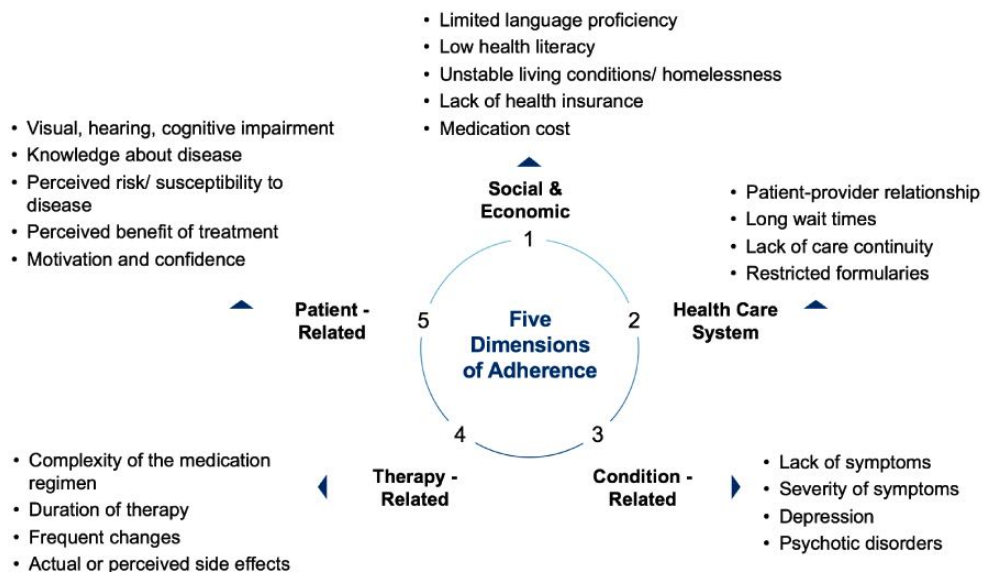 • Limited language proficiency
• Low health literacy
• Unstable living conditions/ homelessness
• Lack of health insurance
• Medication cost
• Visual, hearing, cognitive impairment
• Knowledge about disease
• Perceived risk/ susceptibility to
disease
• Perceived benefit of treatment
• Motivation and confidence
Social &
Economic
1
• Patient-provider relationship
• Long wait times
• Lack of care continuity
• Restricted formularies
Patient -
Related
5
Five
Dimensions
of Adherence
2
Health Care
System
4
3
• Complexity of the medication
regimen
• Duration of therapy
• Frequent changes
• Actual or perceived side effects
Therapy -
Related
Condition -
Related
• Lack of symptoms
• Severity of symptoms
• Depression
• Psychotic disorders